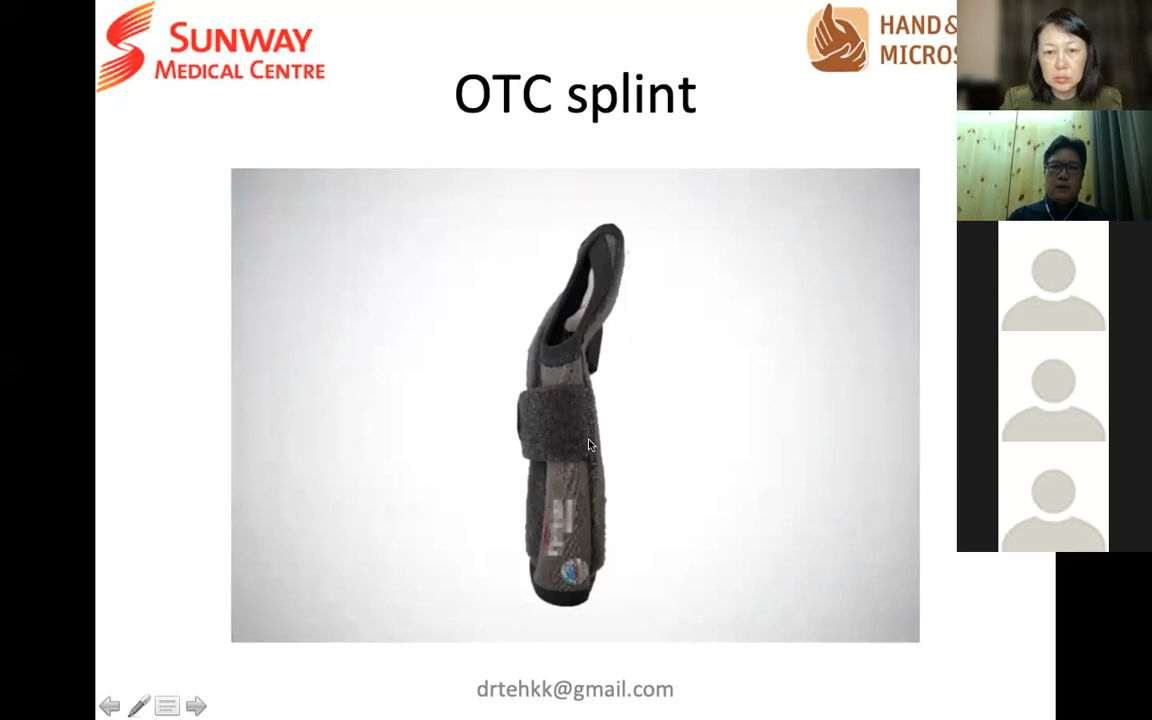 SUNWAY
MEDICAL CENTRE
HAND &
MICROS
OTC splint
drtehkk@gmail.com